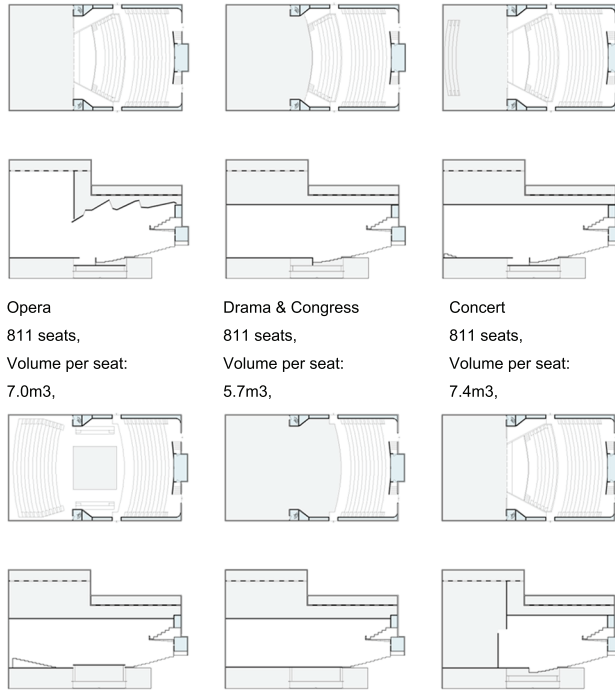 Opera
811 seats,
Volume per seat:
7.0m3,
Drama & Congress
811 seats,
Volume per seat:
5.7m3,
Concert
811 seats,
Volume per seat:
7.4m3,